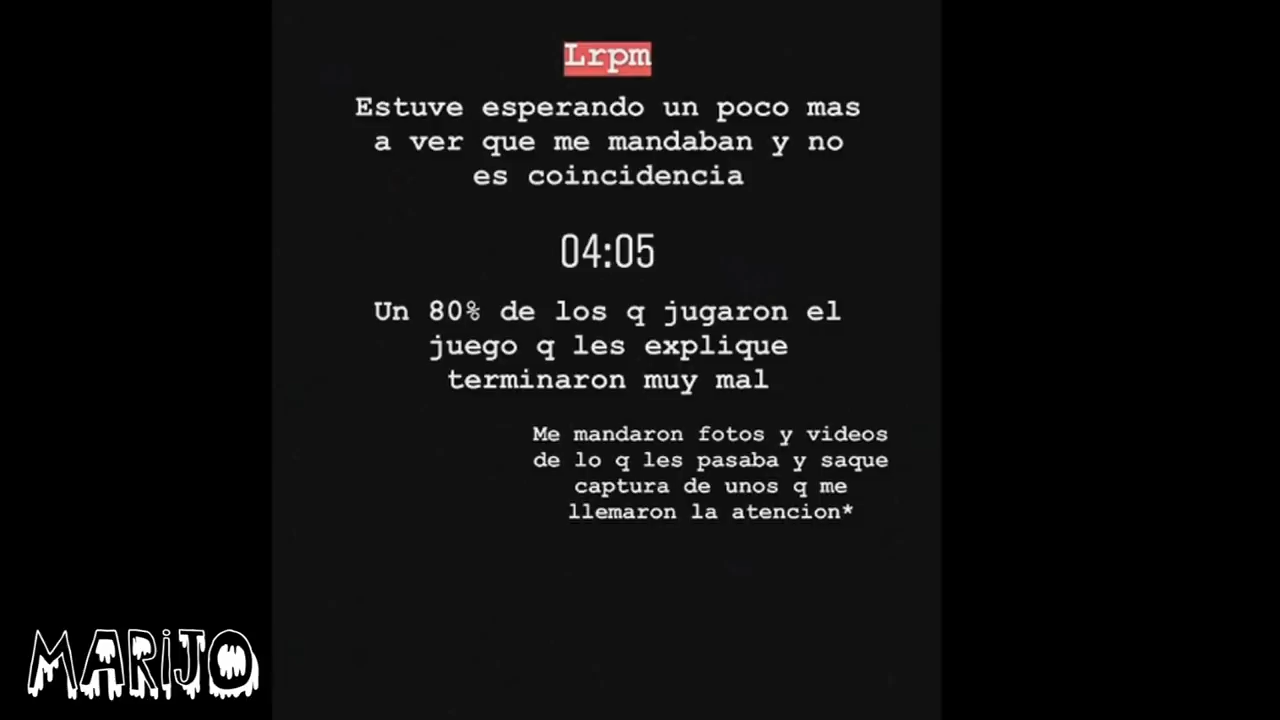 Lrpm
Estuve esperando un poco mas
a ver que me mandaban y no
es coincidencia
04:05
Un 80% de los q jugaron el
juego q les explique
terminaron muy mal
Me mandaron fotos y videos
de lo q les pasaba y saque
captura de unos q me
llemaron la atencion*
MARiJO